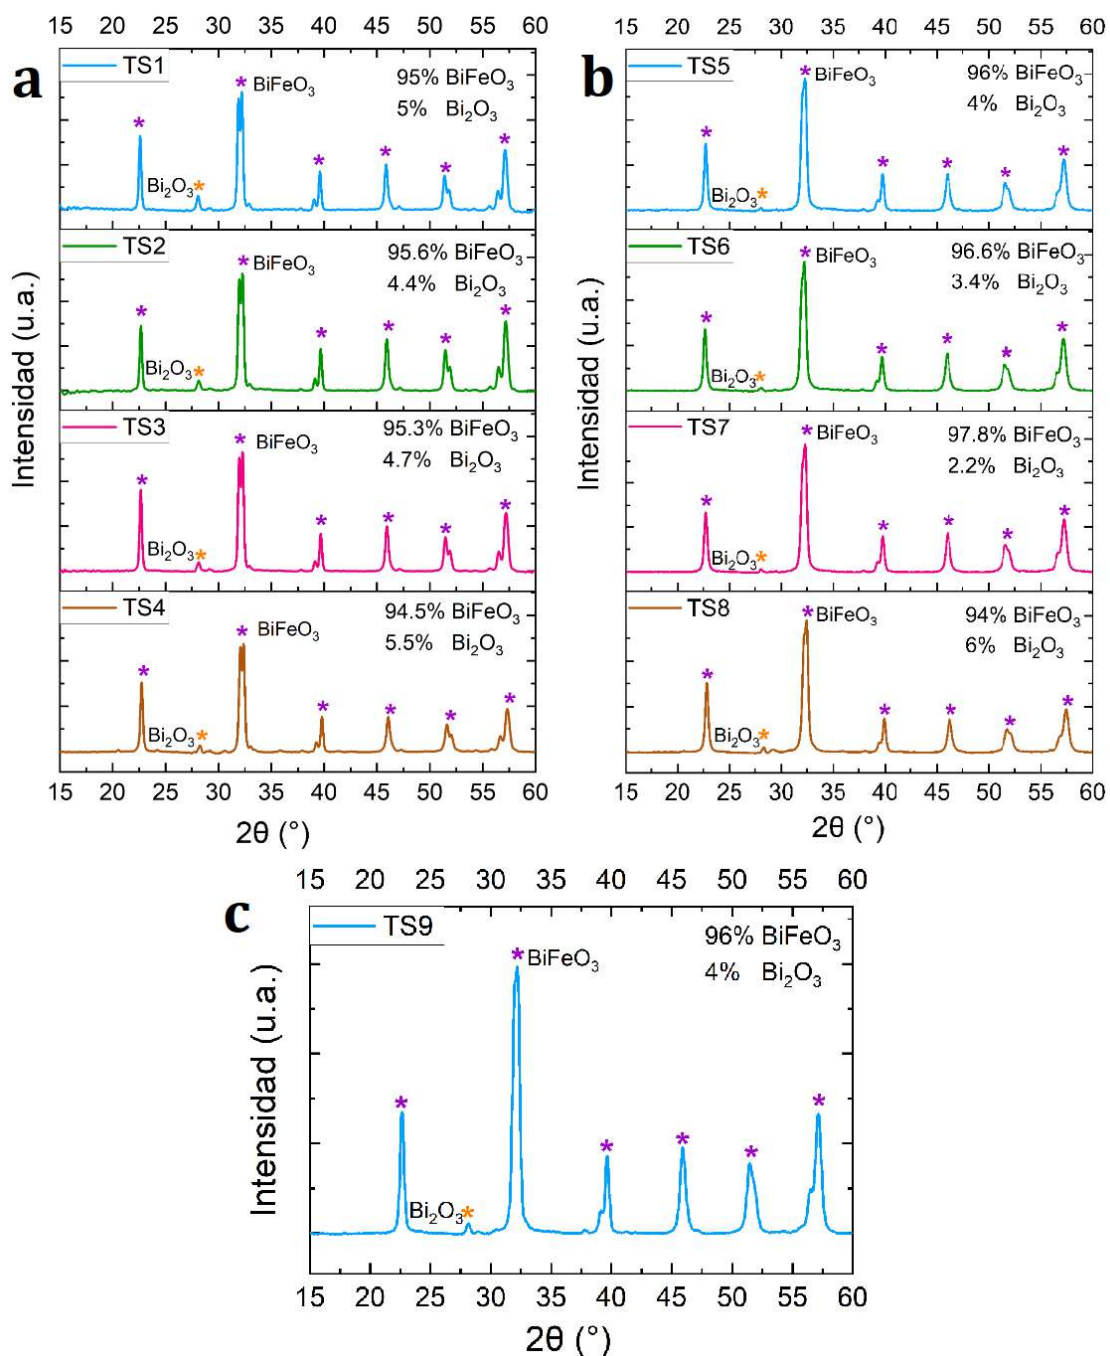 15 20 25 30 35 40 45 50 55 60
a
TS1
* BiFeO₃
95% BiFeO₃
5% Bi₂O₃
* * * * *
Bi₂O₃ *
TS2
* BiFeO₃
95.6% BiFeO₃
4.4% Bi₂O₃
* * * * *
Bi₂O₃ *
TS3
* BiFeO₃
95.3% BiFeO₃
4.7% Bi₂O₃
* * * * *
Bi₂O₃ *
TS4
* BiFeO₃
94.5% BiFeO₃
5.5% Bi₂O₃
* * * * *
Bi₂O₃ *
Intensidad (u.a.)
15 20 25 30 35 40 45 50 55 60
2θ (°)
15 20 25 30 35 40 45 50 55 60
b
TS5
* BiFeO₃
96% BiFeO₃
4% Bi₂O₃
* * * * *
Bi₂O₃ *
TS6
* BiFeO₃
96.6% BiFeO₃
3.4% Bi₂O₃
* * * * *
Bi₂O₃ *
TS7
* BiFeO₃
97.8% BiFeO₃
2.2% Bi₂O₃
* * * * *
Bi₂O₃ *
TS8
* BiFeO₃
94% BiFeO₃
6% Bi₂O₃
* * * * *
Bi₂O₃ *
Intensidad (u.a.)
15 20 25 30 35 40 45 50 55 60
2θ (°)
15 20 25 30 35 40 45 50 55 60
c
TS9
* BiFeO₃
96% BiFeO₃
4% Bi₂O₃
* * * * *
Bi₂O₃ *
Intensidad (u.a.)
15 20 25 30 35 40 45 50 55 60
2θ (°)